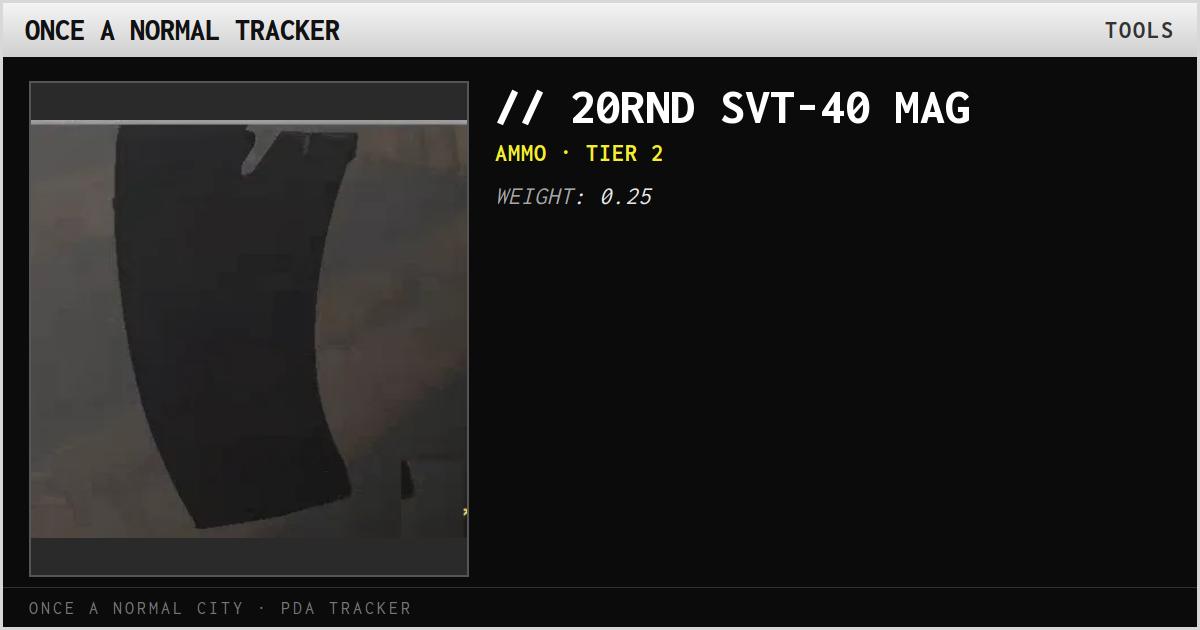 ONCE A NORMAL TRACKER
TOOLS
// 20RND SVT-40 MAG
AMMO · TIER 2
WEIGHT: 0.25
ONCE A NORMAL CITY · PDA TRACKER